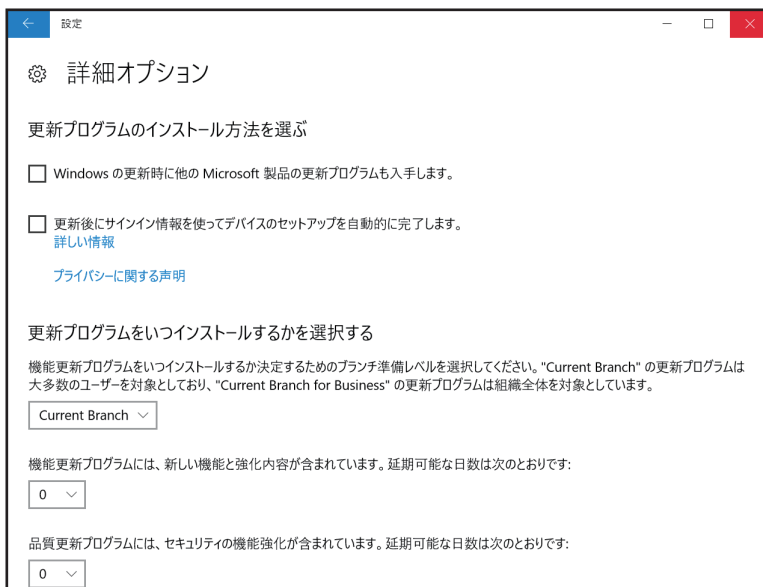 設定
詳細オプション
更新プログラムのインストール方法を選ぶ
Windows の更新時に他の Microsoft 製品の更新プログラムも入手します。
更新後にサインイン情報を使ってデバイスのセットアップを自動的に完了します。
詳しい情報
プライバシーに関する声明
更新プログラムをいつインストールするかを選択する
機能更新プログラムをいつインストールするか決定するためのブランチ準備レベルを選択してください。"Current Branch" の更新プログラムは
大多数のユーザーを対象としており、"Current Branch for Business" の更新プログラムは組織全体を対象としています。
Current Branch
機能更新プログラムには、新しい機能と強化内容が含まれています。延期可能な日数は次のとおりです:
0
品質更新プログラムには、セキュリティの機能強化が含まれています。延期可能な日数は次のとおりです:
0